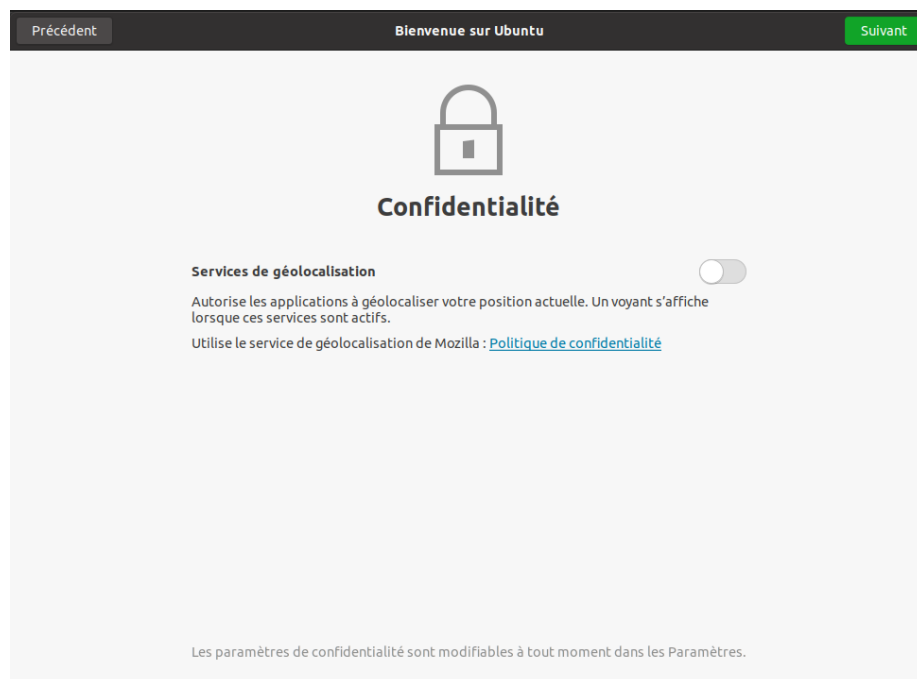 Précédent
Bienvenue sur Ubuntu
Suivant
Confidentialité
Services de géolocalisation
Autorise les applications à géolocaliser votre position actuelle. Un voyant s’affiche
lorsque ces services sont actifs.
Utilise le service de géolocalisation de Mozilla : Politique de confidentialité
Les paramètres de confidentialité sont modifiables à tout moment dans les Paramètres.